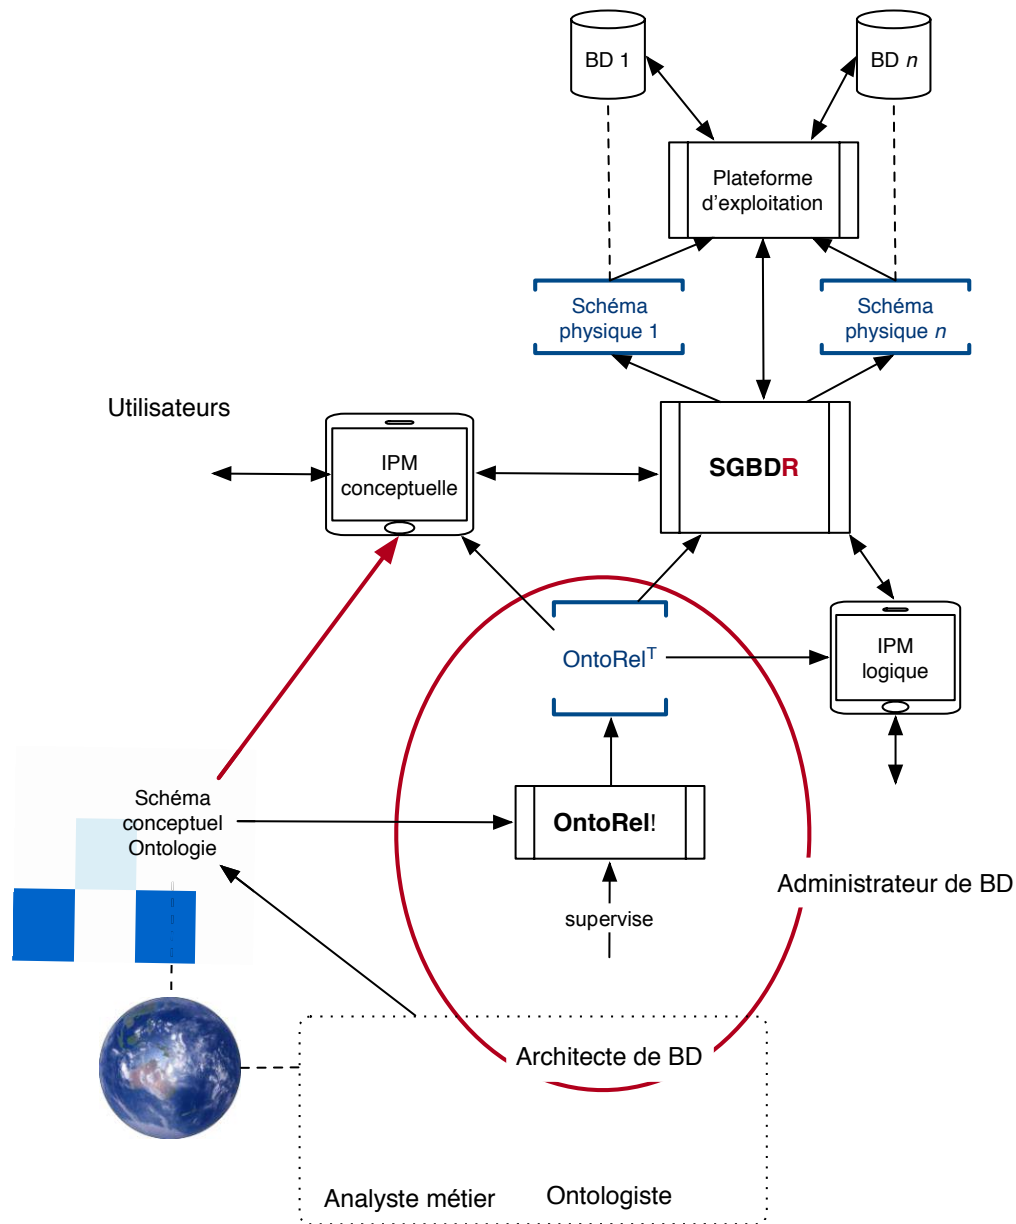 BD 1
BD n
Plateforme
d'exploitation
Schéma
physique 1
Schéma
physique n
Utilisateurs
IPM
conceptuelle
SGBDR
OntoRelᵀ
IPM
logique
Schéma
conceptuel
Ontologie
OntoRel!
Administrateur de BD
supervise
Architecte de BD
Analyste métier
Ontologiste